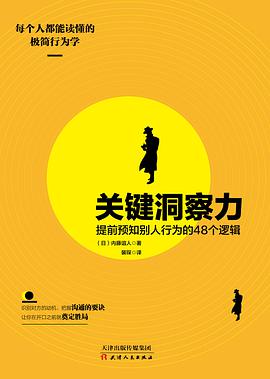 每个人都能读懂的
极简行为学
关键洞察力
提前预知别人行为的48个逻辑
（日）内藤谊人 著
裴琛 译
识别对方的动机，把握沟通的要诀
让你在开口之前就奠定胜局
天津出版传媒集团
天津人民出版社